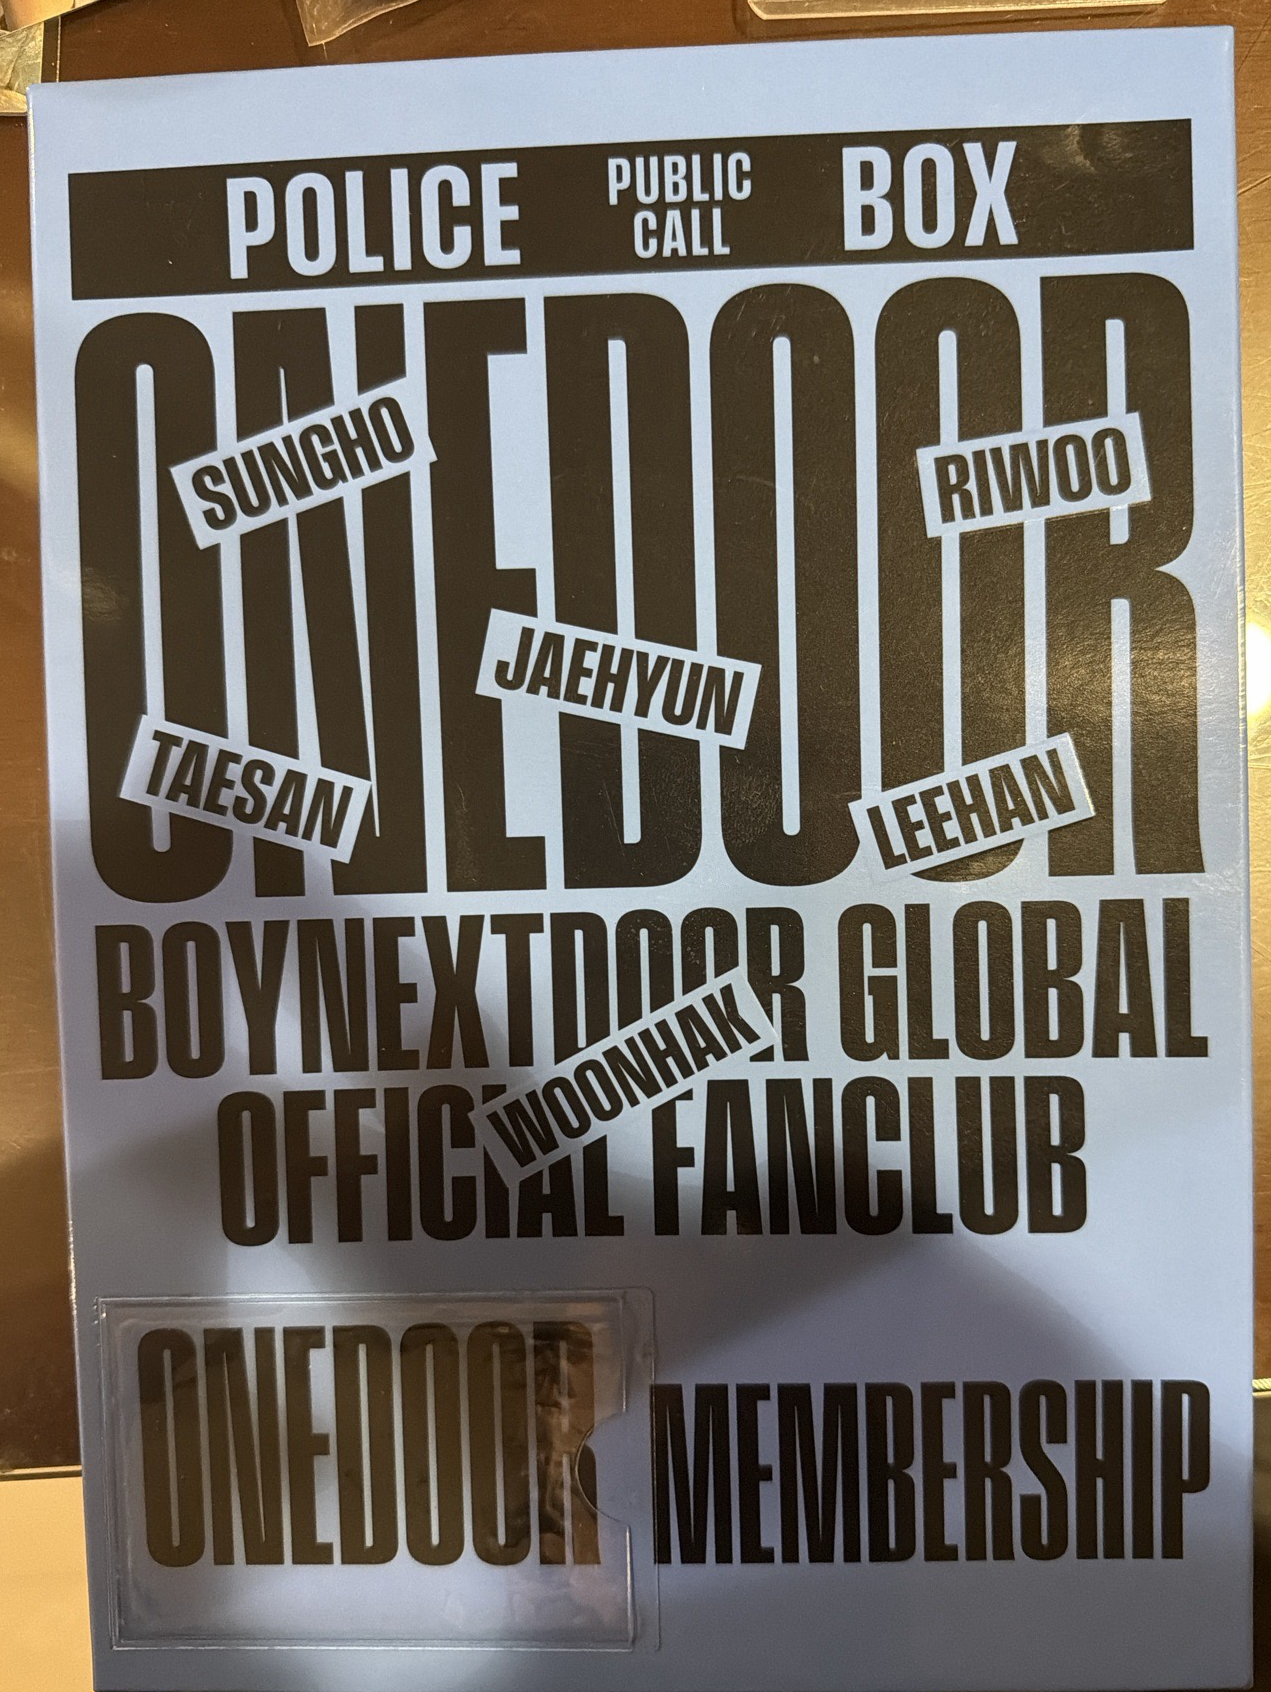 POLICE PUBLIC CALL BOX
ONEDOOR
SUNGHO
RIWOO
JAEHYUN
TAESAN
LEEHAN
BOYNEXTDOOR GLOBAL
WOONHAK
OFFICIAL FANCLUB
ONEDOOR MEMBERSHIP